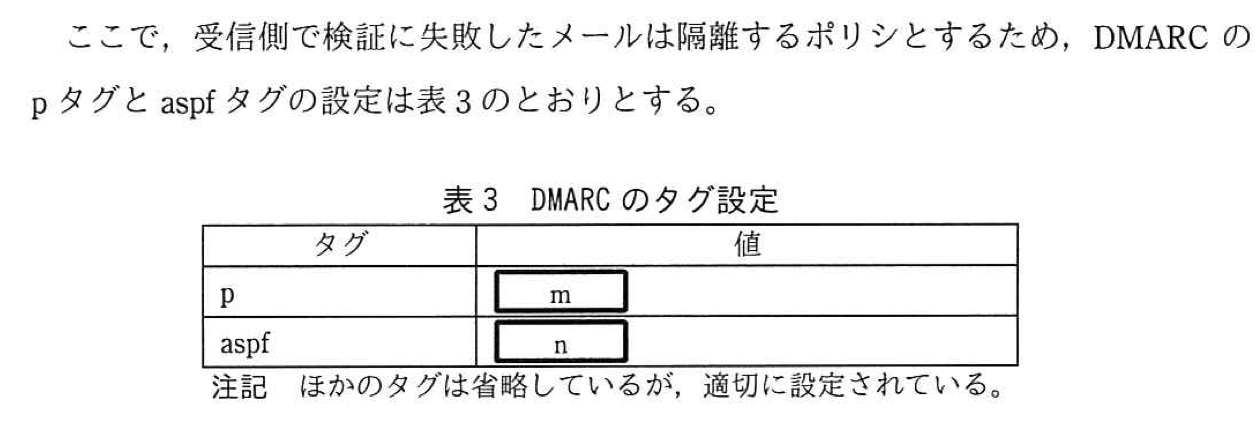 ここで，受信側で検証に失敗したメールは隔離するポリシとするため，DMARC の
p タグと aspf タグの設定は表 3 のとおりとする。
表 3　DMARC のタグ設定
タグ　値
p　m
aspf　n
注記　ほかのタグは省略しているが，適切に設定されている。